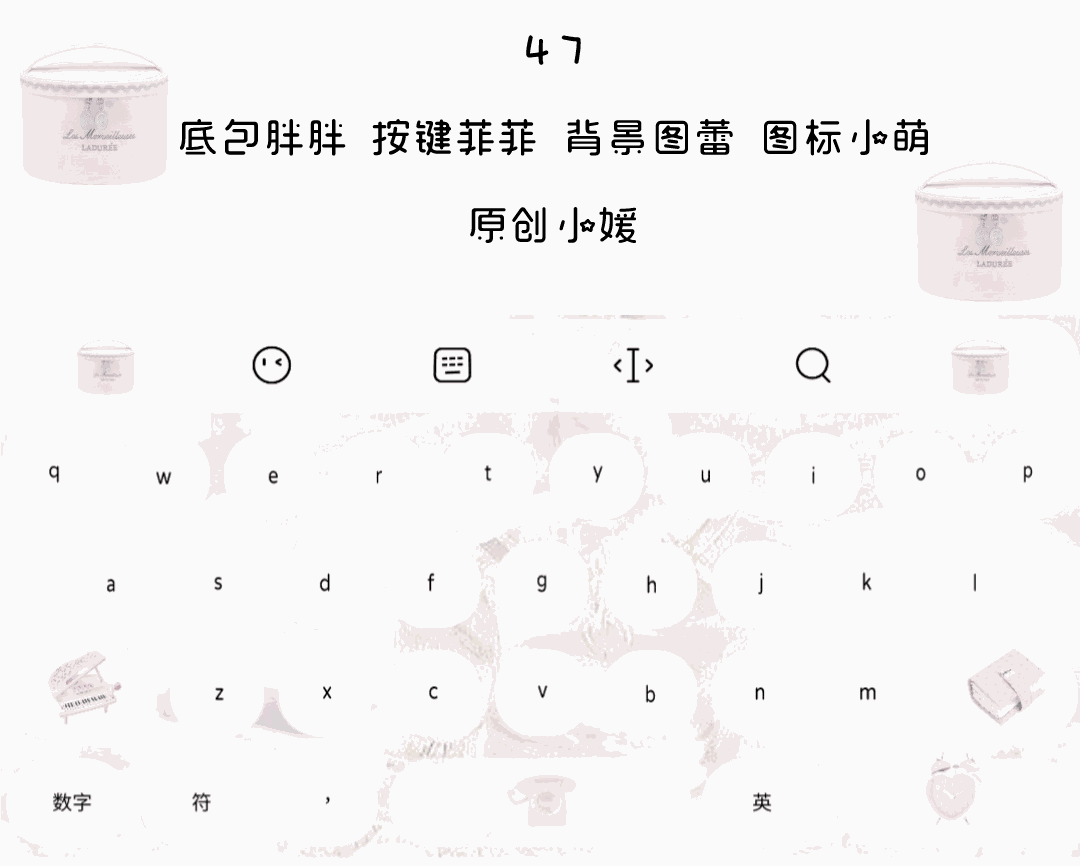 47
底包胖胖 按键菲菲 背景图蕾 图标小萌
原创小媛
Les Merveilleuses
LADURÉE
Les Merveilleuses
LADURÉE
q w e r t y u i o p
a s d f g h j k l
z x c v b n m
数字 符 , 英